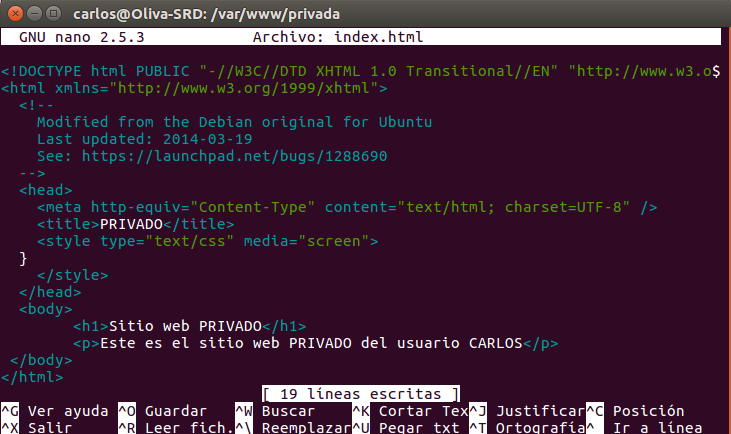 carlos@Oliva-SRD: /var/www/privada
GNU nano 2.5.3 Archivo: index.html
<!DOCTYPE html PUBLIC "-//W3C//DTD XHTML 1.0 Transitional//EN" "http://www.w3.o$
<html xmlns="http://www.w3.org/1999/xhtml">
<!--
Modified from the Debian original for Ubuntu
Last updated: 2014-03-19
See: https://launchpad.net/bugs/1288690
-->
<head>
<meta http-equiv="Content-Type" content="text/html; charset=UTF-8" />
<title>PRIVADO</title>
<style type="text/css" media="screen">
}
</style>
</head>
<body>
<h1>Sitio web PRIVADO</h1>
<p>Este es el sitio web PRIVADO del usuario CARLOS</p>
</body>
</html>
[ 19 líneas escritas ]
^G Ver ayuda ^O Guardar ^W Buscar ^K Cortar Tex ^J Justificar ^C Posición
^X Salir ^R Leer fich. ^\ Reemplazar ^U Pegar txt ^T Ortografía ^_ Ir a línea